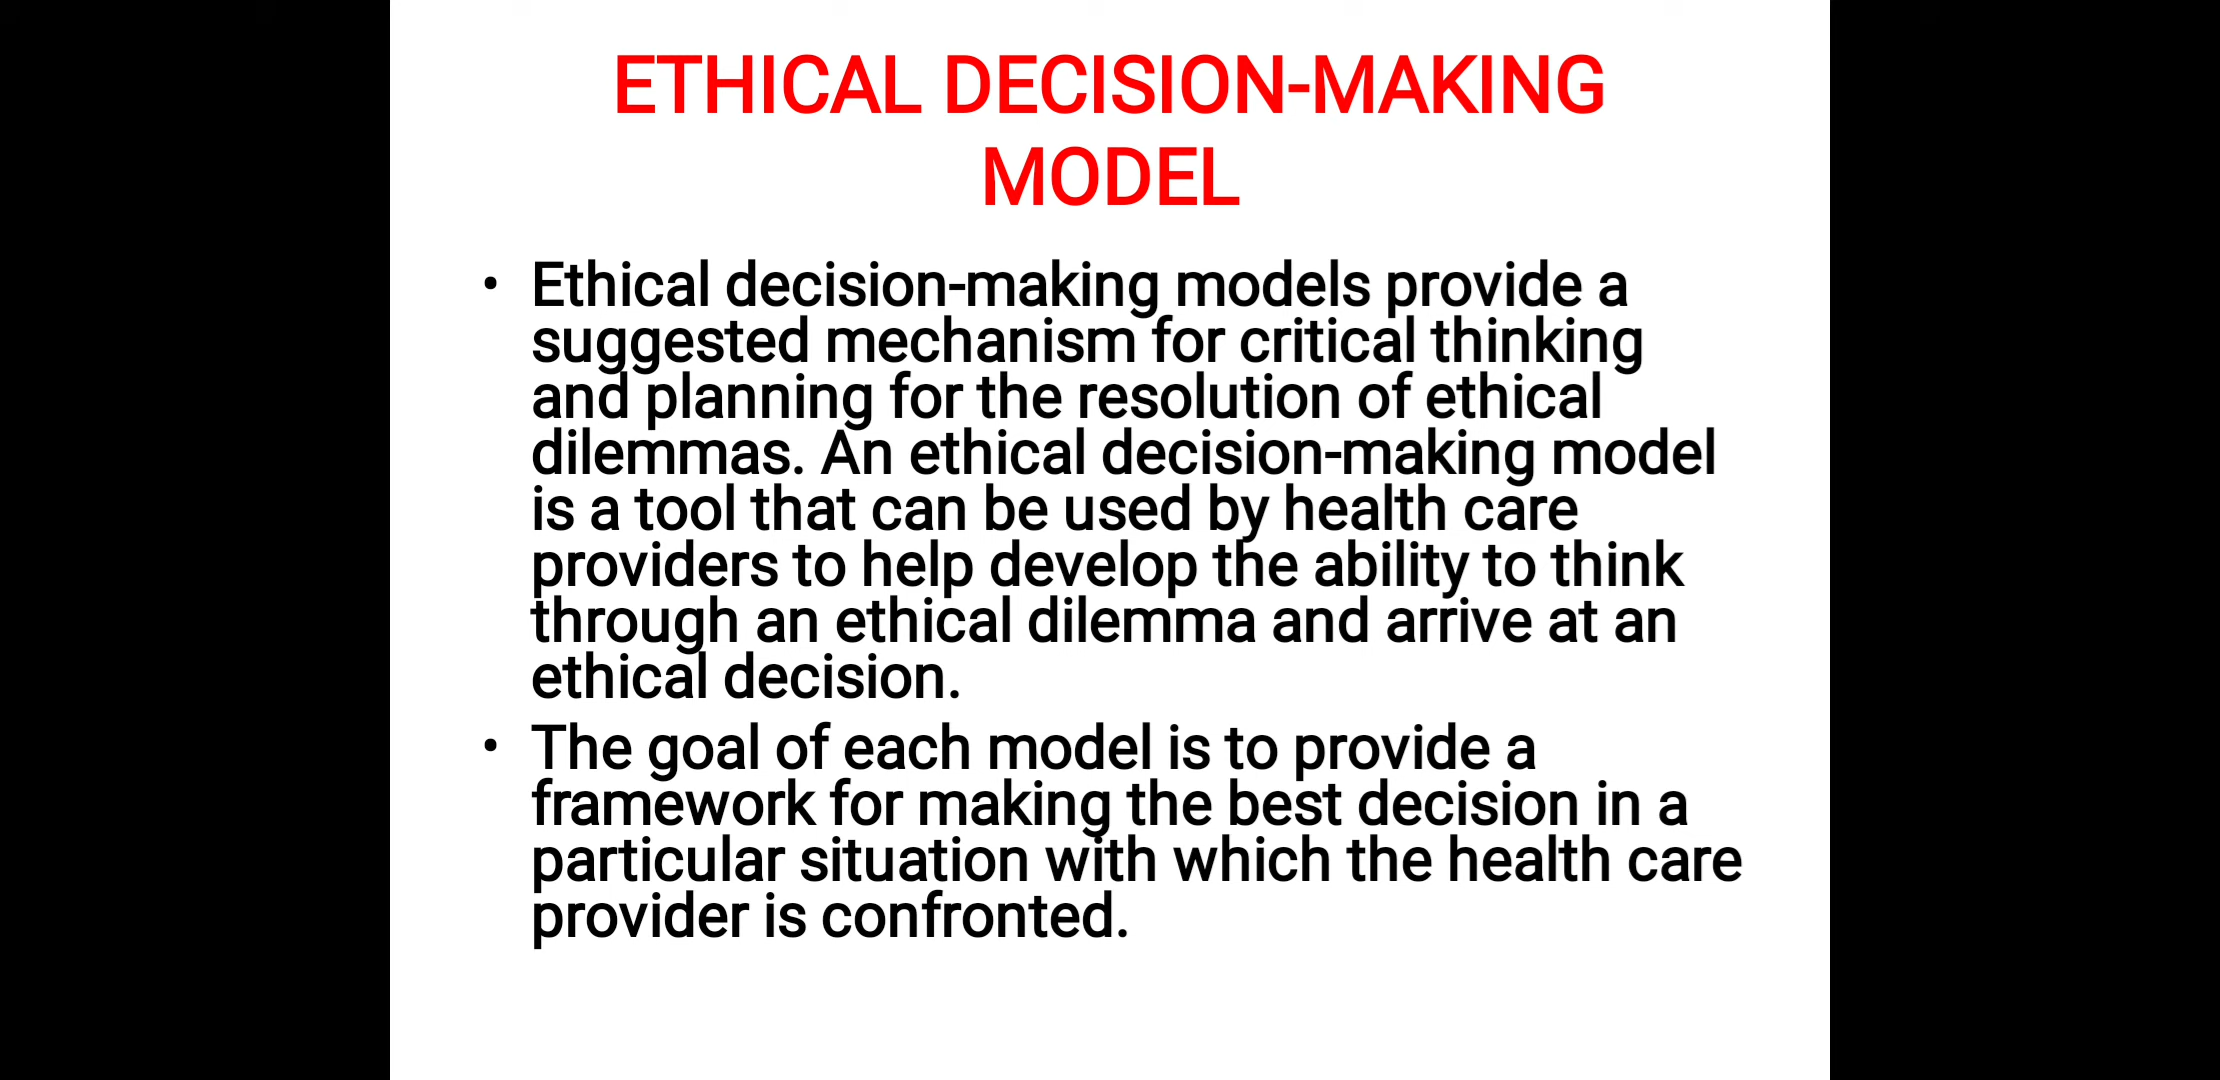 ETHICAL DECISION-MAKING
MODEL
• Ethical decision-making models provide a
suggested mechanism for critical thinking
and planning for the resolution of ethical
dilemmas. An ethical decision-making model
is a tool that can be used by health care
providers to help develop the ability to think
through an ethical dilemma and arrive at an
ethical decision.
• The goal of each model is to provide a
framework for making the best decision in a
particular situation with which the health care
provider is confronted.